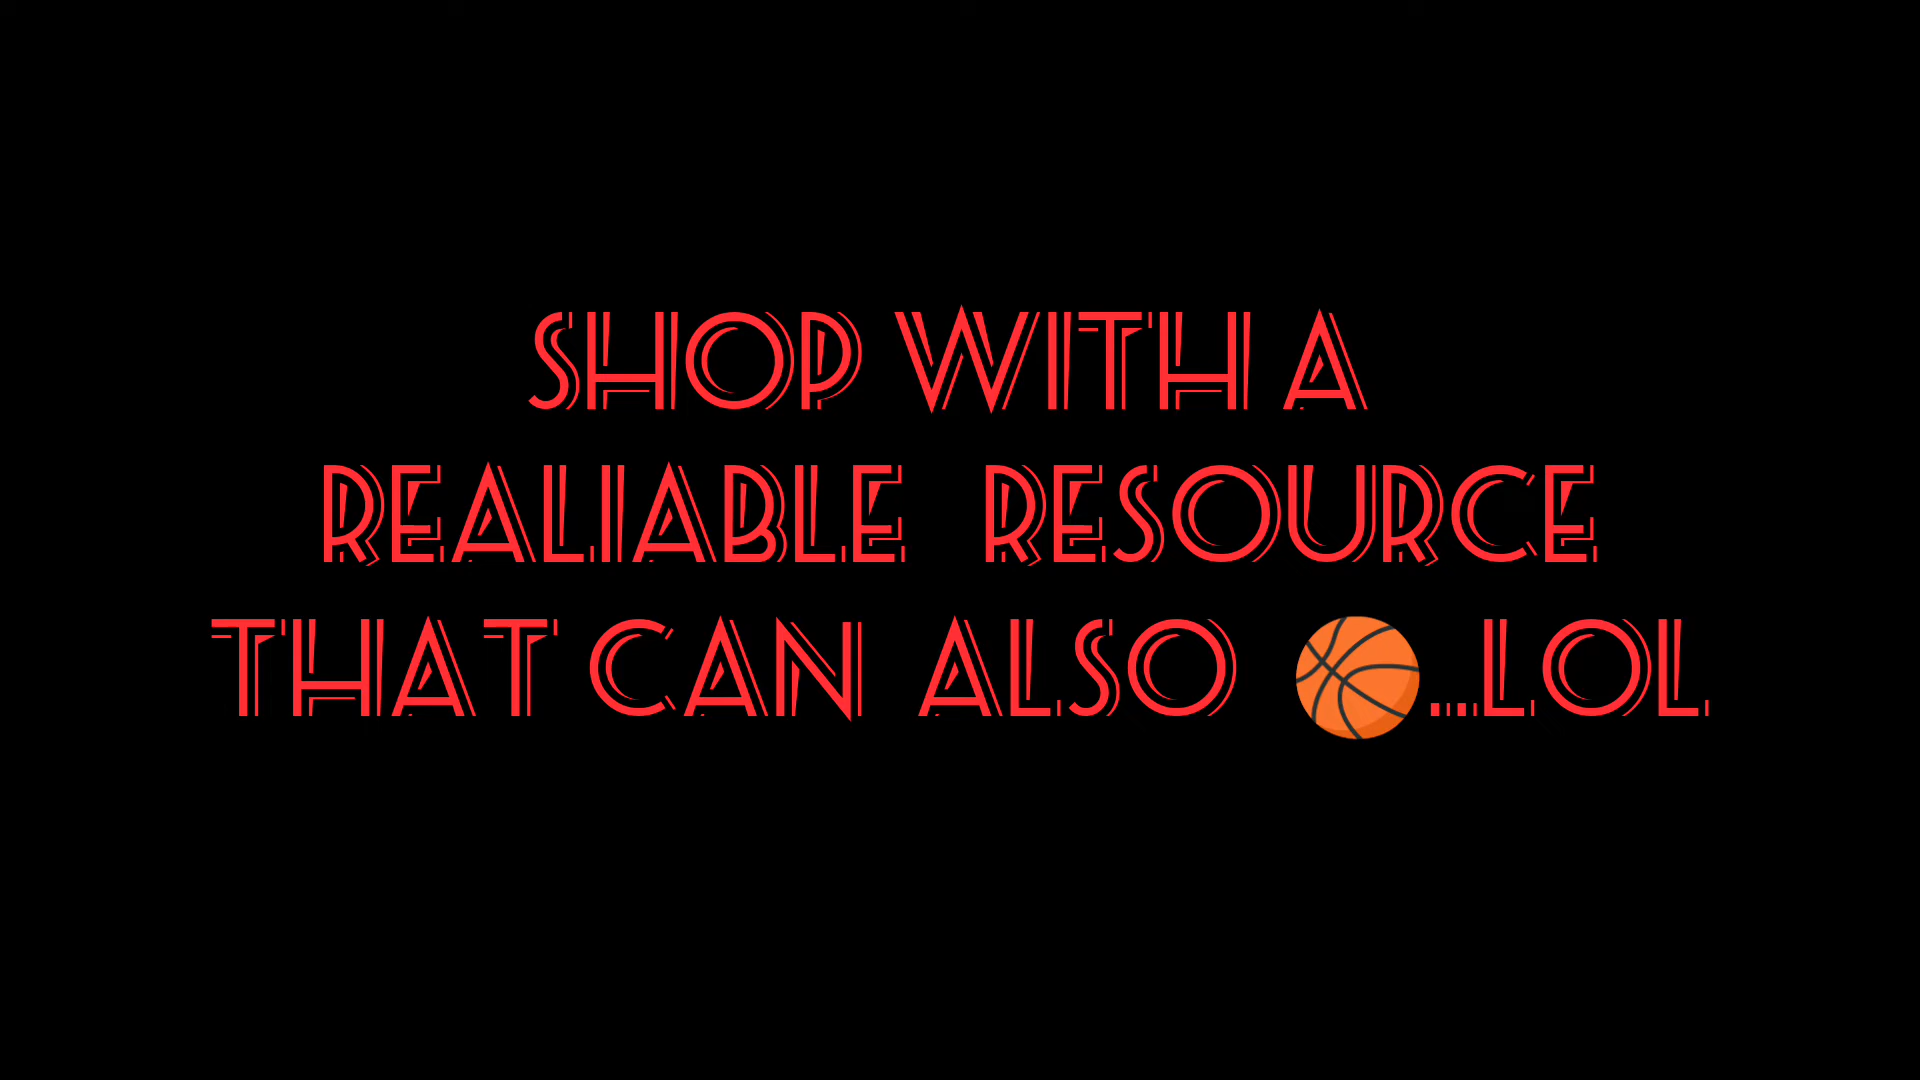 SHOP WITH A
REALIABLE RESOURCE
THAT CAN ALSO 🏀...LOL